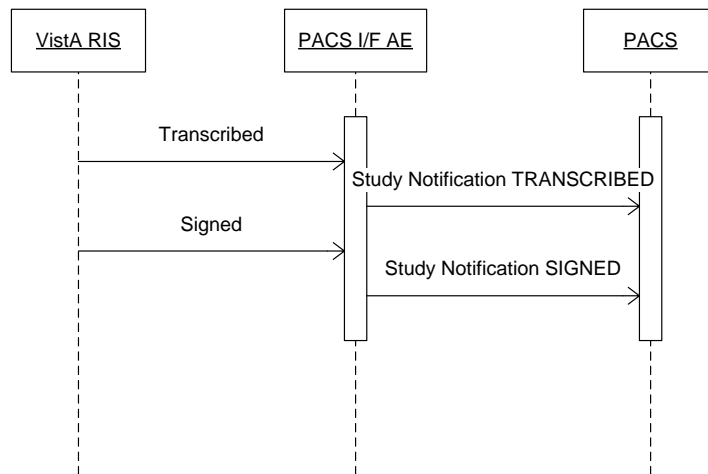 VistA RIS
PACS I/F AE
PACS
Transcribed
Study Notification TRANSCRIBED
Signed
Study Notification SIGNED